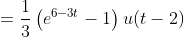 = \frac{1}{3} \left( e^{6-3t} - 1 \right) u(t-2)